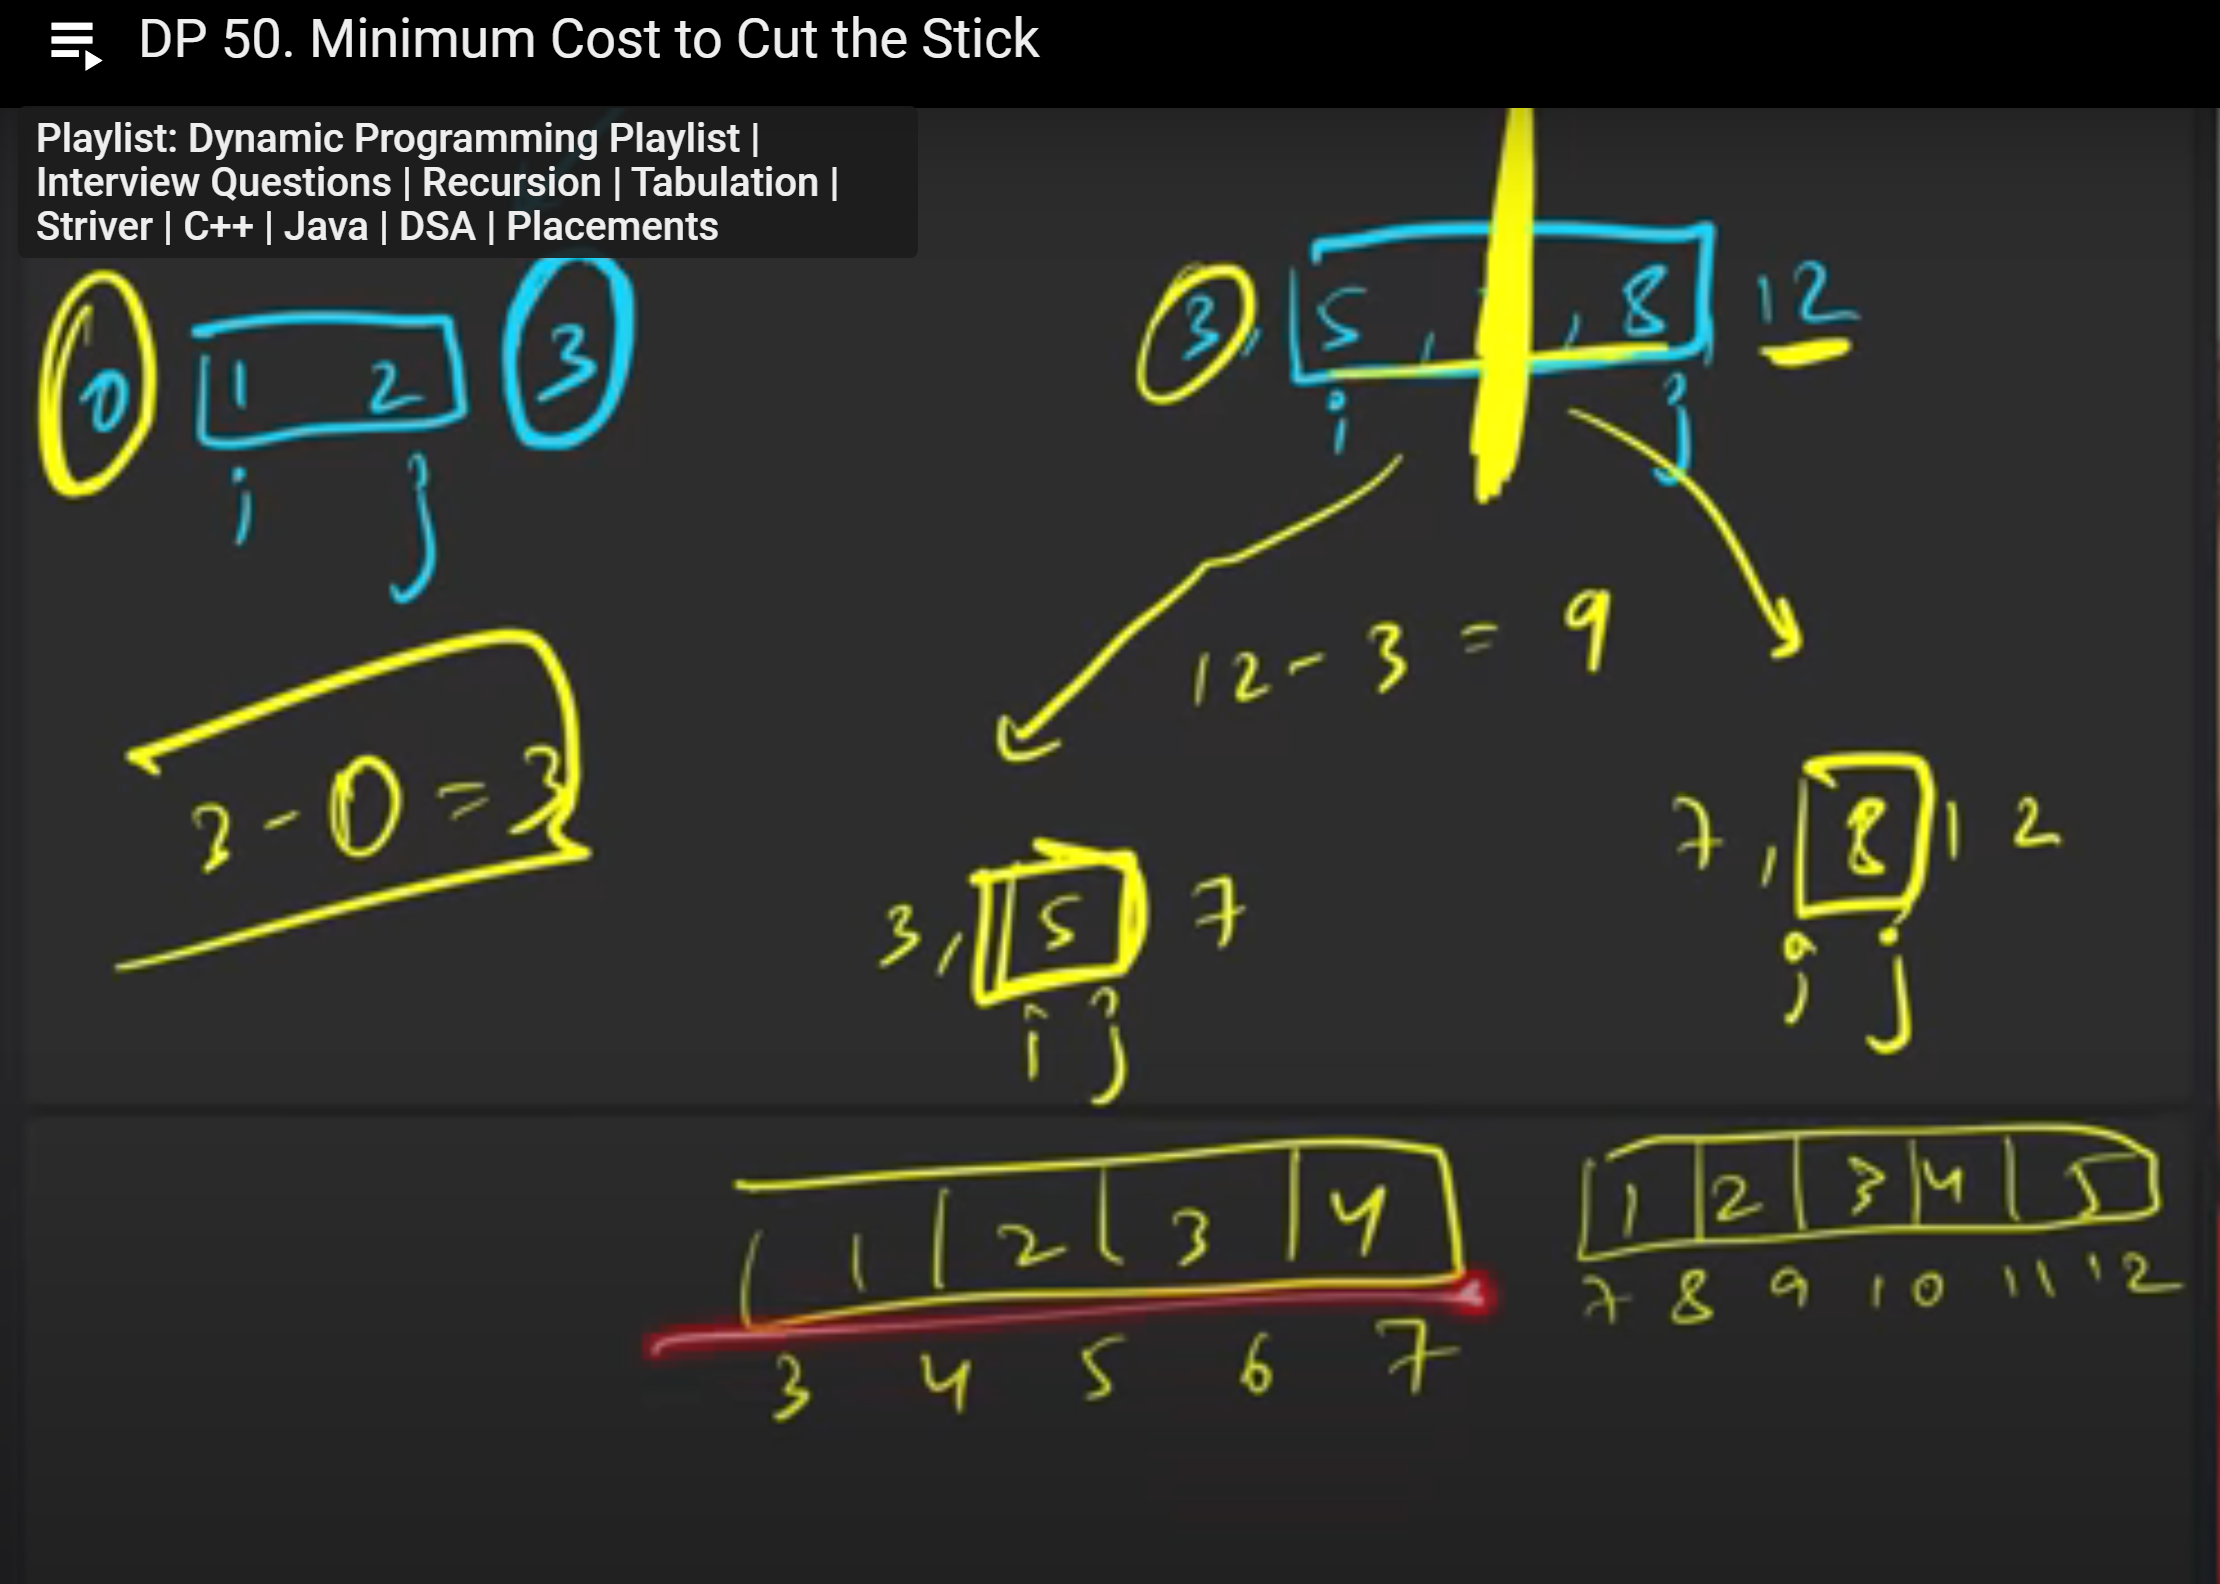 DP 50. Minimum Cost to Cut the Stick
Playlist: Dynamic Programming Playlist |
Interview Questions | Recursion | Tabulation |
Striver | C++ | Java | DSA | Placements
0 1 2 3
i j
3 - 0 = 3
3, 5, , 8 12
i j
12 - 3 = 9
3, 5 7
i j
7, 8 12
i j
1 2 3 4
3 4 5 6 7
1 2 3 4 5
7 8 9 10 11 12